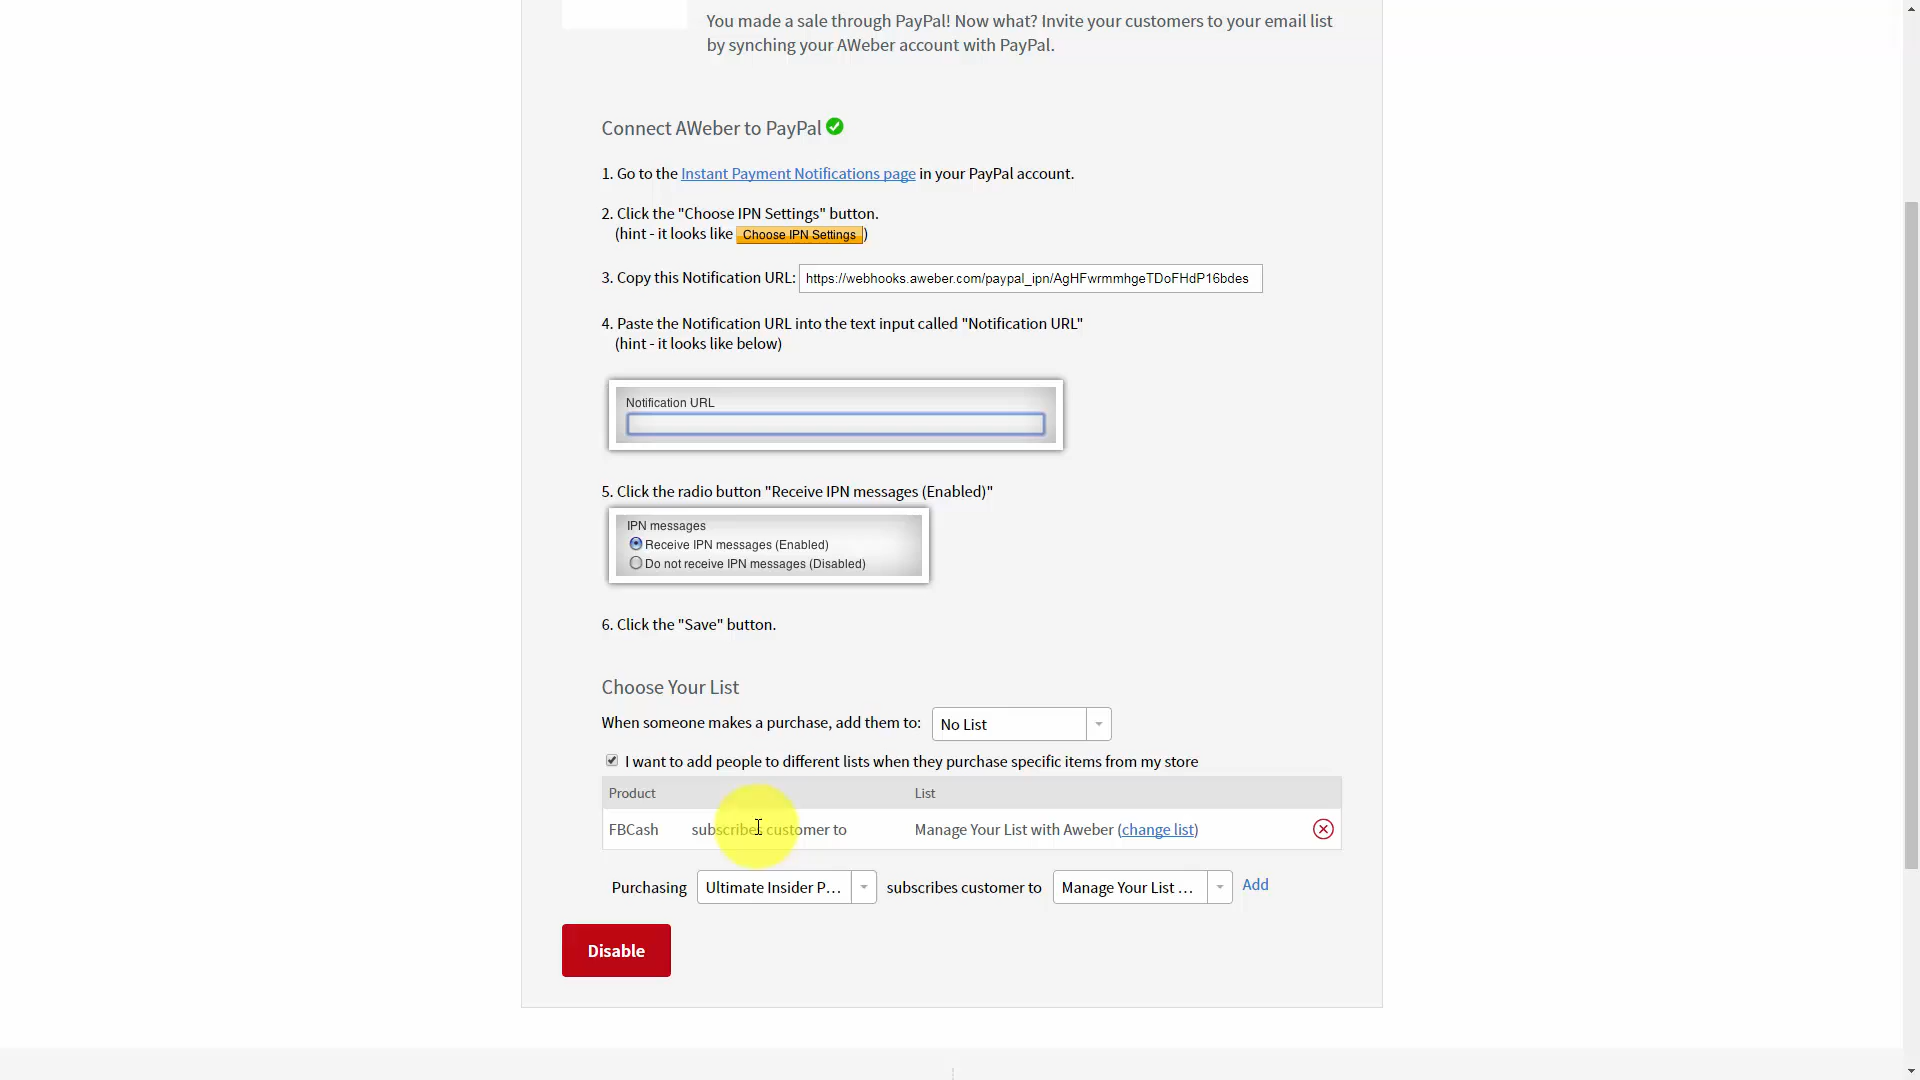 You made a sale through PayPal! Now what? Invite your customers to your email list
by synching your AWeber account with PayPal.
Connect AWeber to PayPal
1. Go to the Instant Payment Notifications page in your PayPal account.
2. Click the "Choose IPN Settings" button.
(hint - it looks like Choose IPN Settings )
3. Copy this Notification URL: https://webhooks.aweber.com/paypal_ipn/AgHFwrmmhgeTDoFHdP16bdes
4. Paste the Notification URL into the text input called "Notification URL"
(hint - it looks like below)
Notification URL
5. Click the radio button "Receive IPN messages (Enabled)"
IPN messages
Receive IPN messages (Enabled)
Do not receive IPN messages (Disabled)
6. Click the "Save" button.
Choose Your List
When someone makes a purchase, add them to: No List
I want to add people to different lists when they purchase specific items from my store
Product List
FBCash subscribes customer to Manage Your List with Aweber (change list)
Purchasing Ultimate Insider P... subscribes customer to Manage Your List ... Add
Disable